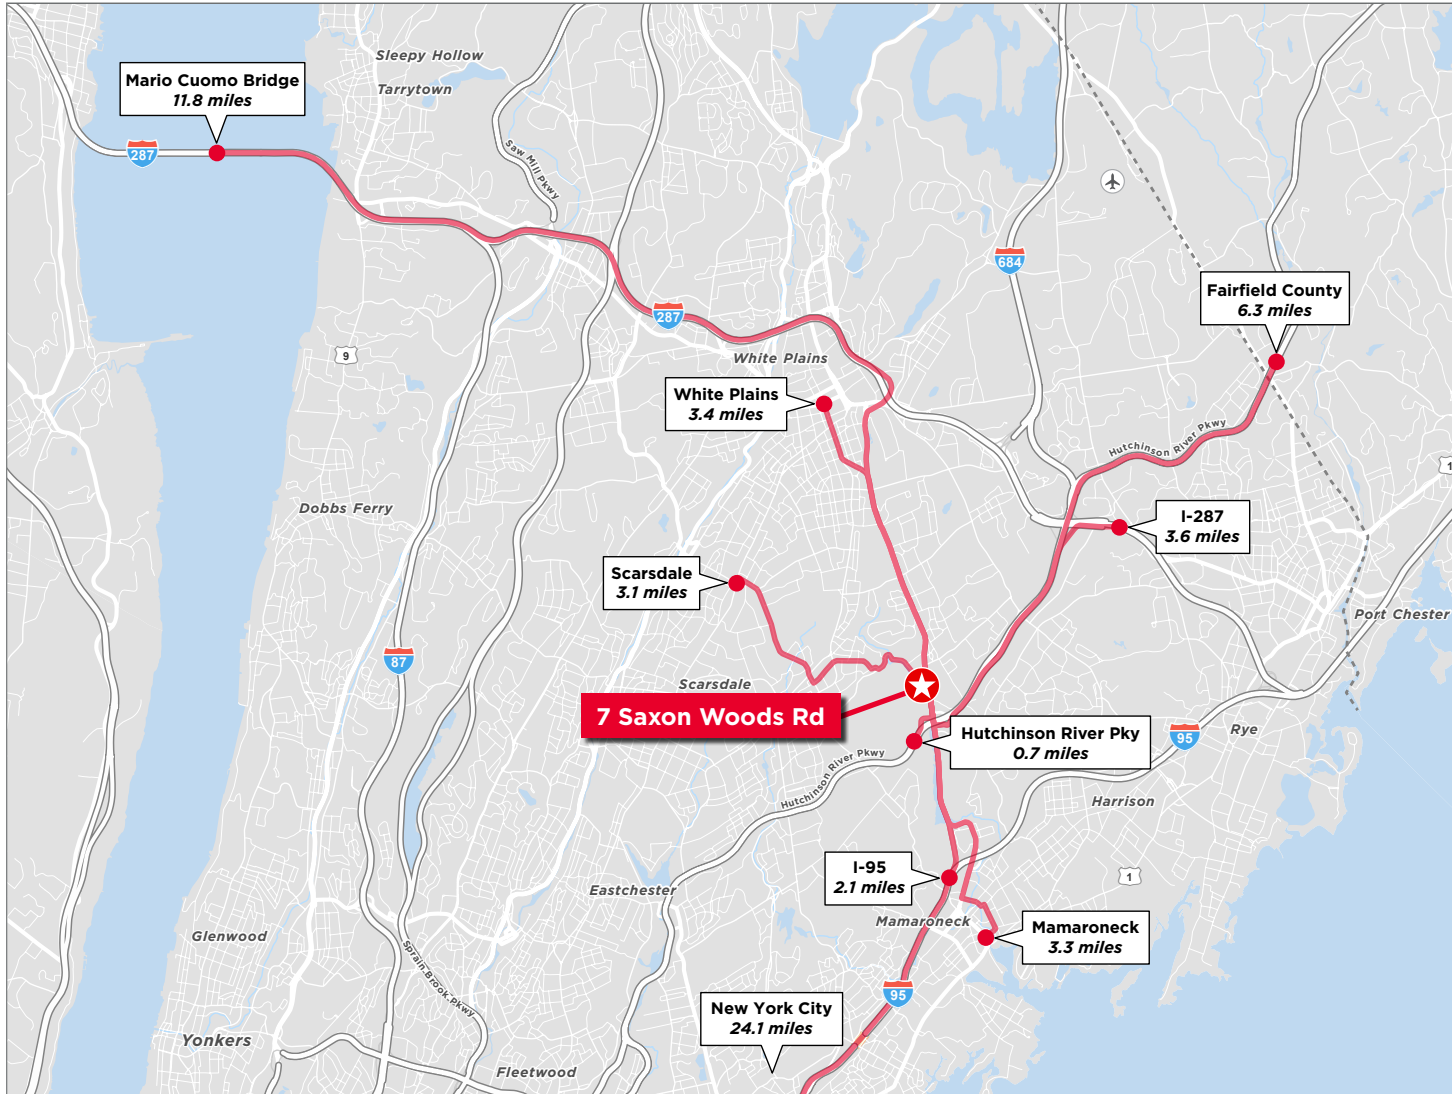 Sleepy Hollow
Tarrytown
Mario Cuomo Bridge
11.8 miles
287
Saw Mill Pkwy
684
Fairfield County
6.3 miles
287
9
White Plains
White Plains
3.4 miles
Hutchinson River Pkwy
1
Dobbs Ferry
I-287
3.6 miles
Scarsdale
3.1 miles
Port Chester
87
Scarsdale
7 Saxon Woods Rd
Hutchinson River Pky
0.7 miles
Rye
95
Hutchinson River Pkwy
Harrison
I-95
2.1 miles
1
Eastchester
Mamaroneck
Mamaroneck
3.3 miles
Glenwood
Sprain Brook Pkwy
95
New York City
24.1 miles
Yonkers
Fleetwood